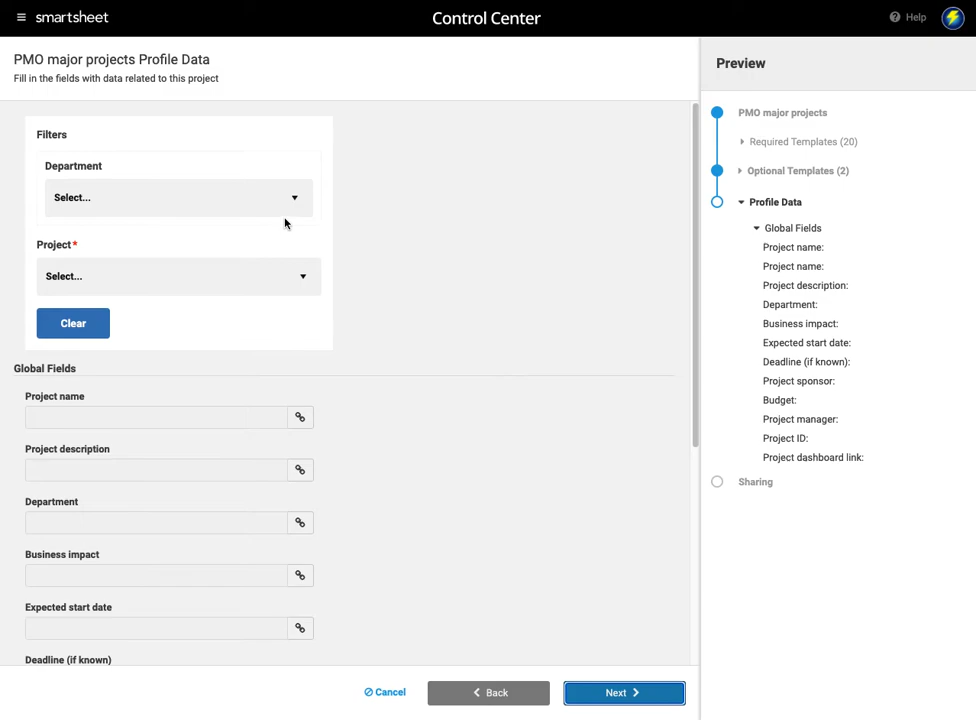 smartsheet
Control Center
Help
PMO major projects Profile Data
Fill in the fields with data related to this project
Filters
Department
Select...
Project*
Select...
Clear
Global Fields
Project name
Project description
Department
Business impact
Expected start date
Deadline (if known)
Cancel
Back
Next
Preview
PMO major projects
Required Templates (20)
Optional Templates (2)
Profile Data
Global Fields
Project name:
Project name:
Project description:
Department:
Business impact:
Expected start date:
Deadline (if known):
Project sponsor:
Budget:
Project manager:
Project ID:
Project dashboard link:
Sharing